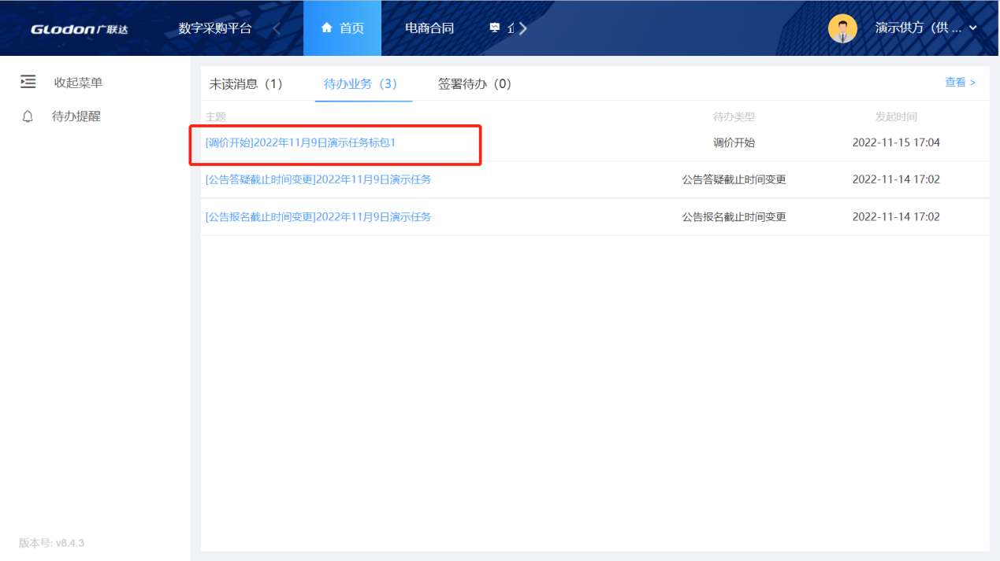 GLODON广联达 数字采购平台 首页 电商合同 演示供方（供 ...
收起菜单
待办提醒
未读消息（1） 待办业务（3） 签署待办（0） 查看 >
主题 待办类型 发起时间
[调价开始]2022年11月9日演示任务标包1 调价开始 2022-11-15 17:04
[公告答疑截止时间变更]2022年11月9日演示任务 公告答疑截止时间变更 2022-11-14 17:02
[公告报名截止时间变更]2022年11月9日演示任务 公告报名截止时间变更 2022-11-14 17:02
版本号: v8.4.3